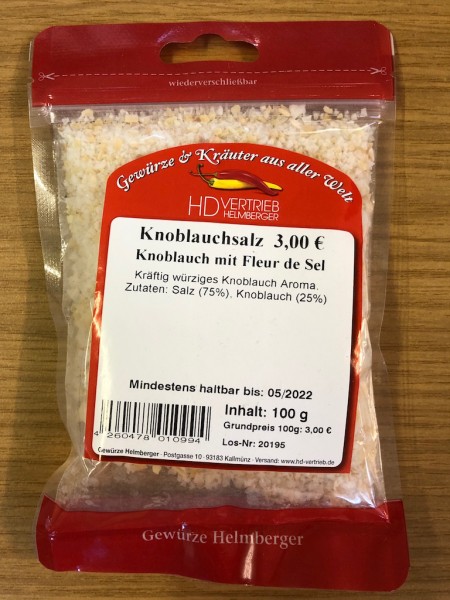 wiederverschließbar
Gewürze & Kräuter aus aller Welt
HD VERTRIEB
HELMBERGER
Knoblauchsalz 3,00 €
Knoblauch mit Fleur de Sel
Kräftig würziges Knoblauch Aroma,
Zutaten: Salz (75%), Knoblauch (25%)
Mindestens haltbar bis: 05/2022
Inhalt: 100 g
Grundpreis 100g: 3,00 €
4 260478 010994
Los-Nr: 20195
Gewürze Helmberger · Postgasse 10 · 93183 Kallmünz · Versand: www.hd-vertrieb.de
Gewürze Helmberger